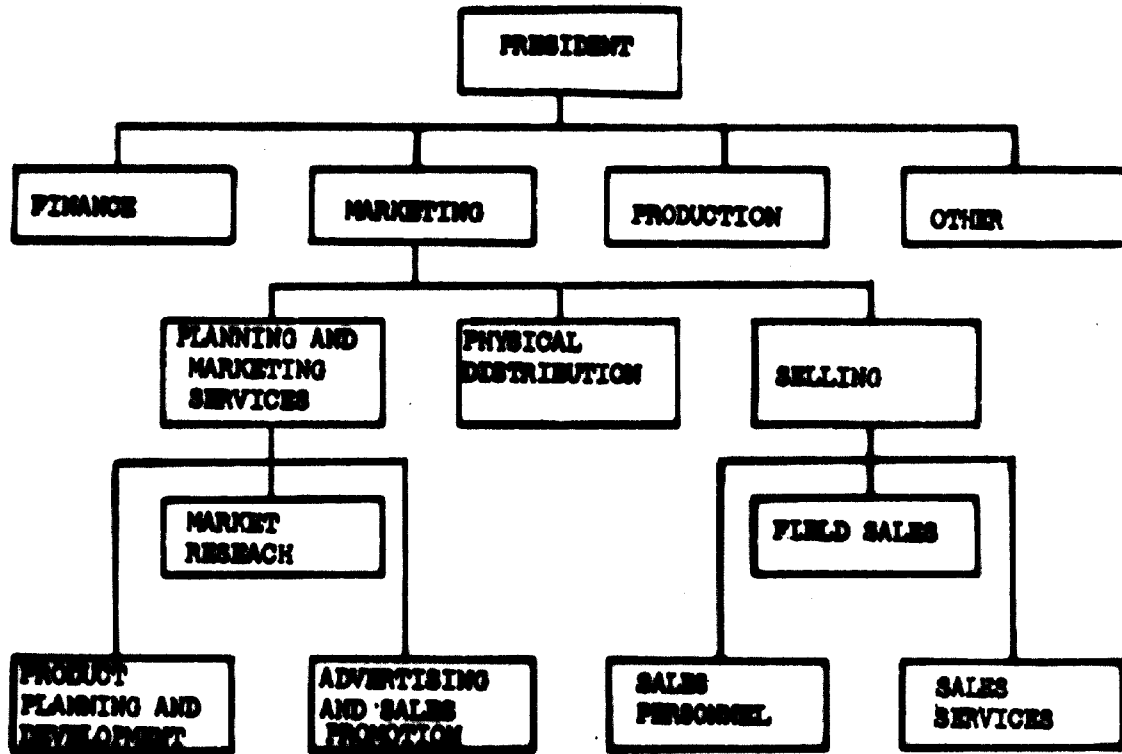 PRESIDENT
FINANCE
MARKETING
PRODUCTION
OTHER
PLANNING AND
MARKETING
SERVICES
PHYSICAL
DISTRIBUTION
SELLING
MARKET
RESEACH
FIELD SALES
PRODUCT
PLANNING AND
DEVELOPMENT
ADVERTISING
AND SALES
PROMOTION
SALES
PERSONNEL
SALES
SERVICES